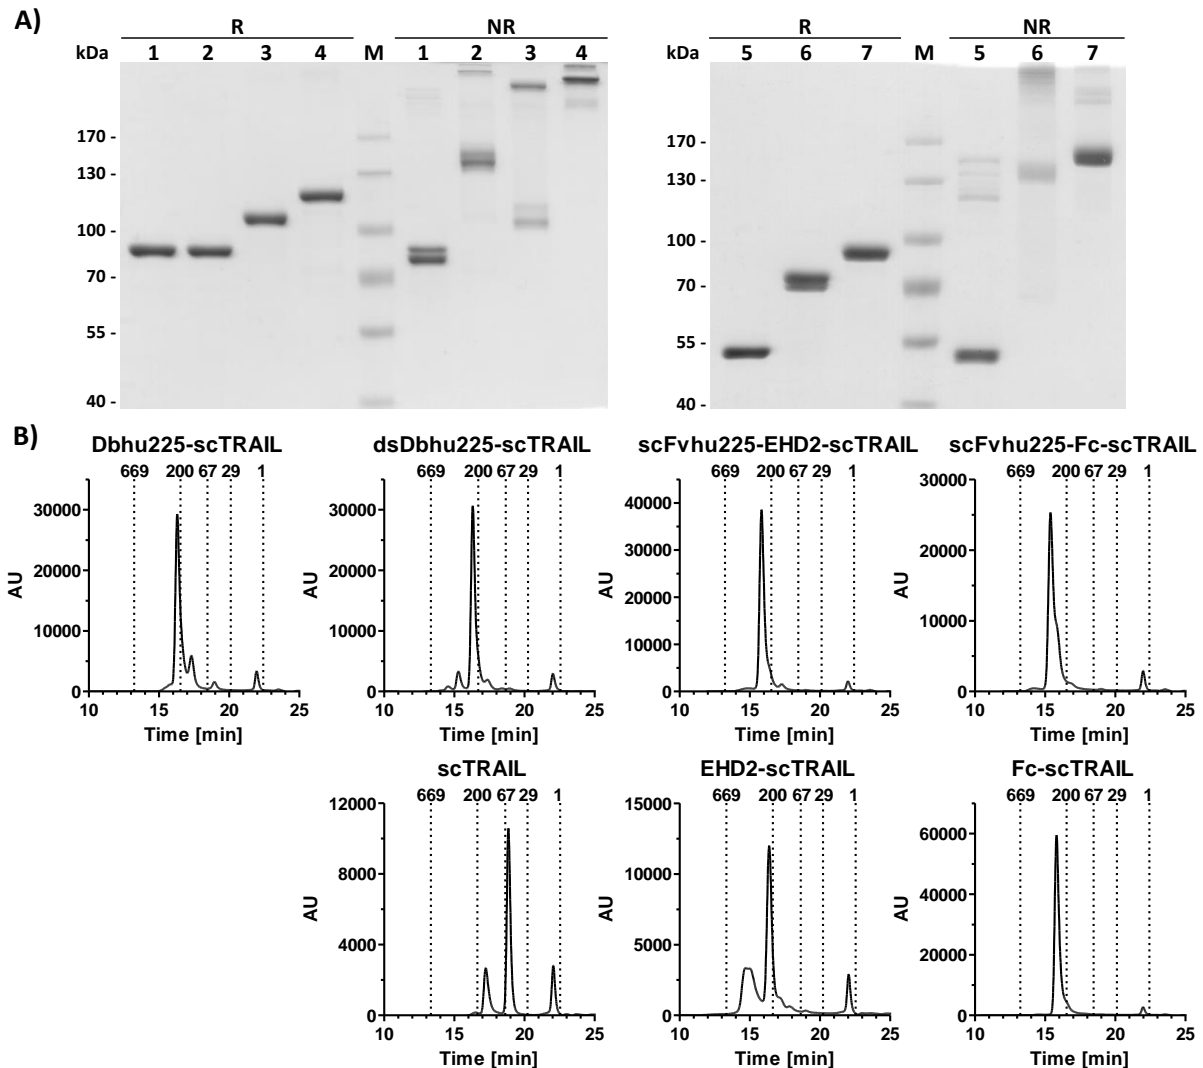 A)
R NR R NR
kDa 1 2 3 4 M 1 2 3 4 kDa 5 6 7 M 5 6 7
170 - 170 -
130 - 130 -
100 - 100 -
70 - 70 -
55 - 55 -
40 - 40 -
B)
Dbhu225-scTRAIL dsDbhu225-scTRAIL scFvhu225-EHD2-scTRAIL scFvhu225-Fc-scTRAIL
669 200 67 29 1 669 200 67 29 1 669 200 67 29 1 669 200 67 29 1
30000 30000 40000 30000
30000
20000 20000 20000
AU AU AU AU
20000
10000 10000 10000
10000
0 0 0 0
10 15 20 25 10 15 20 25 10 15 20 25 10 15 20 25
Time [min] Time [min] Time [min] Time [min]
scTRAIL EHD2-scTRAIL Fc-scTRAIL
669 200 67 29 1 669 200 67 29 1 669 200 67 29 1
12000 15000
60000
8000 10000
40000
AU AU AU
4000 5000 20000
0 0 0
10 15 20 25 10 15 20 25 10 15 20 25
Time [min] Time [min] Time [min]